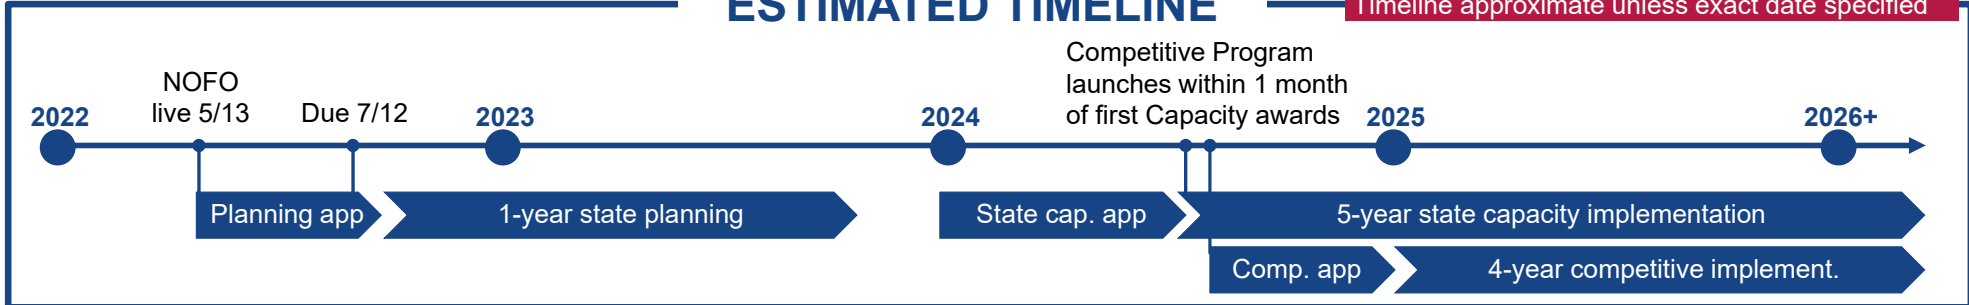 ESTIMATED TIMELINE
Timeline approximate unless exact date specified
Competitive Program
launches within 1 month
of first Capacity awards
NOFO
live 5/13
Due 7/12
2022
2023
2024
2025
2026+
Planning app
1-year state planning
State cap. app
5-year state capacity implementation
Comp. app
4-year competitive implement.